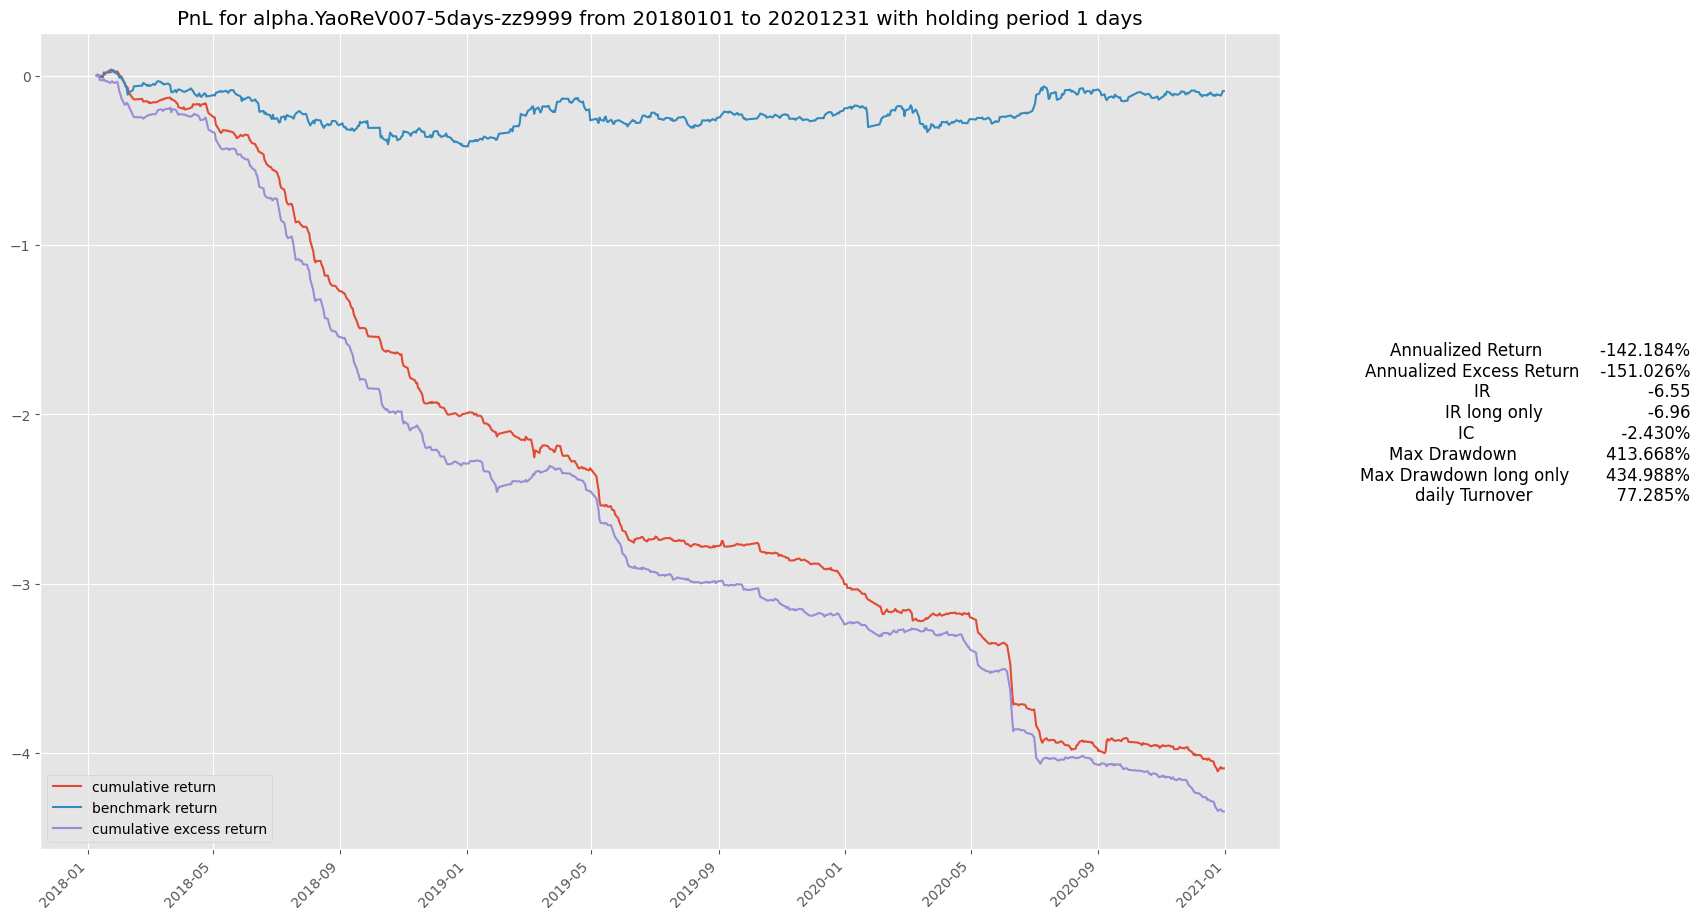 PnL for alpha.YaoReV007-5days-zz9999 from 20180101 to 20201231 with holding period 1 days
0
−1
−2
−3
−4
Annualized Return -142.184%
Annualized Excess Return -151.026%
IR -6.55
IR long only -6.96
IC -2.430%
Max Drawdown 413.668%
Max Drawdown long only 434.988%
daily Turnover 77.285%
cumulative return
benchmark return
cumulative excess return
2018-01
2018-05
2018-09
2019-01
2019-05
2019-09
2020-01
2020-05
2020-09
2021-01